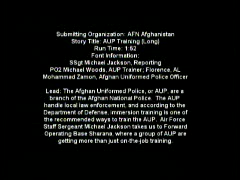 Submitting Organization: AFN Afghanistan
Story Title: AUP Training (Long)
Run Time: 1:52
Font Information:
SSgt Michael Jackson, Reporting
PO2 Michael Woods, AUP Trainer; Florence, AL
Mohammad Zamon, Afghan Uniformed Police Officer
Lead: The Afghan Uniformed Police, or AUP, are a
branch of the Afghan National Police. The AUP
handle local law enforcement, and according to the
Department of Defense, immersion training is one of
the recommended ways to train the AUP. Air Force
Staff Sergeant Michael Jackson takes us to Forward
Operating Base Sharana, where a group of AUP are
getting more than just on-the-job training.